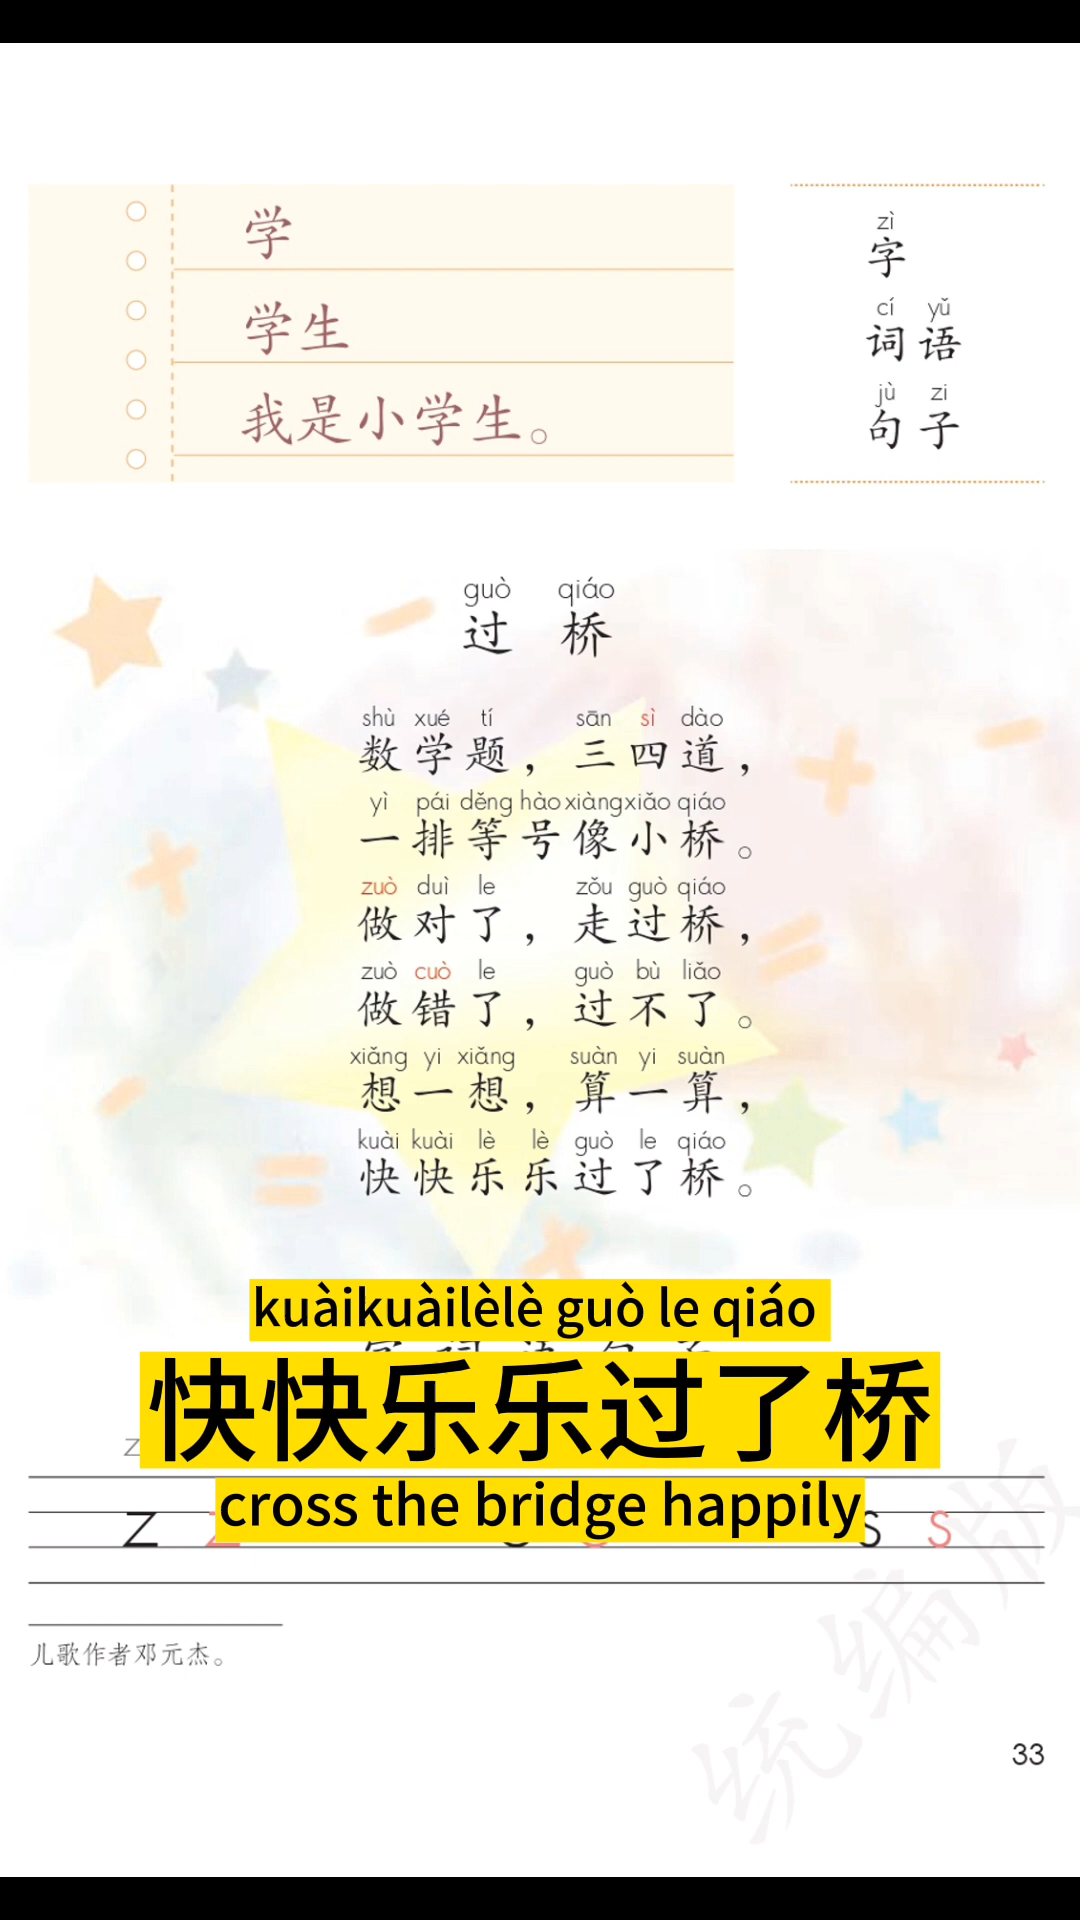 学
学生
我是小学生。
zì
字
cí yǔ
词语
jù zi
句子
guò qiáo
过 桥
shù xué tí sān sì dào
数学题，三四道，
yì pái děng hào xiàng xiǎo qiáo
一排等号像小桥。
zuò duì le zǒu guò qiáo
做对了，走过桥，
zuò cuò le guò bù liǎo
做错了，过不了。
xiǎng yi xiǎng suàn yi suàn
想一想，算一算，
kuài kuài lè lè guò le qiáo
快快乐乐过了桥。
kuàikuàilèlè guò le qiáo
快快乐乐过了桥
cross the bridge happily
z
z z s s
儿歌作者邓元杰。
统编版
33